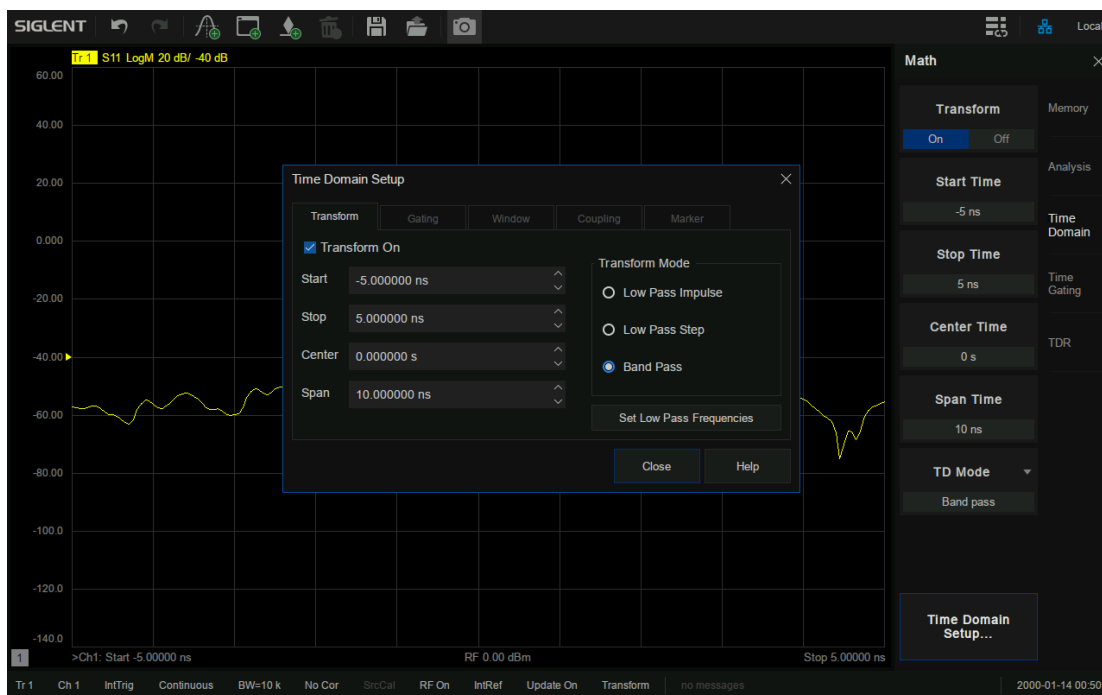 SIGLENT
Local
Tr 1 S11 LogM 20 dB/ -40 dB
60.00
40.00
20.00
0.000
-20.00
-40.00
-60.00
-80.00
-100.0
-120.0
-140.0
Time Domain Setup
Transform
Gating
Window
Coupling
Marker
Transform On
Start
-5.000000 ns
Stop
5.000000 ns
Center
0.000000 s
Span
10.000000 ns
Transform Mode
Low Pass Impulse
Low Pass Step
Band Pass
Set Low Pass Frequencies
Close
Help
Math
Transform
On Off
Start Time
-5 ns
Stop Time
5 ns
Center Time
0 s
Span Time
10 ns
TD Mode
Band pass
Time Domain
Setup...
Memory
Analysis
Time
Domain
Time
Gating
TDR
1
>Ch1: Start -5.00000 ns RF 0.00 dBm Stop 5.00000 ns
Tr 1 Ch 1 IntTrig Continuous BW=10 k No Cor SrcCal RF On IntRef Update On Transform no messages 2000-01-14 00:50